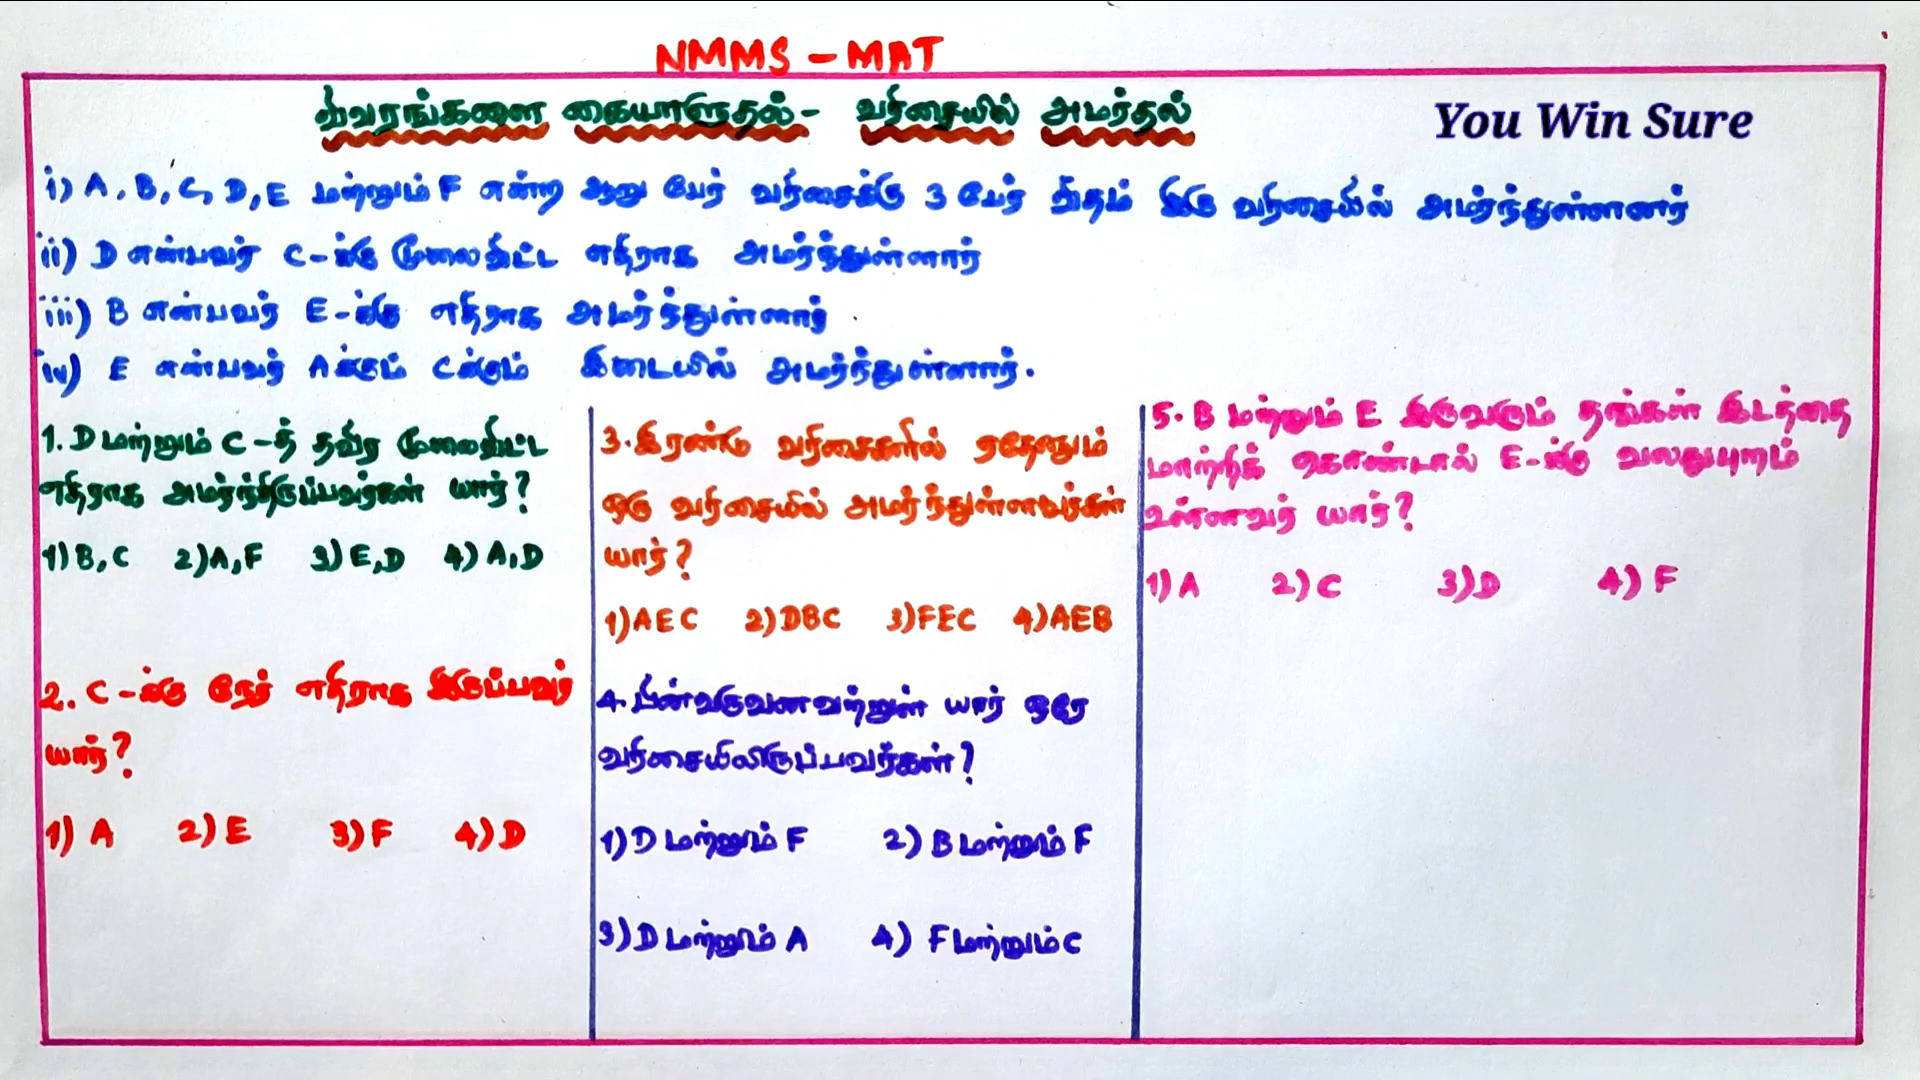 NMMS - MAT
விவரங்களை கையாளுதல் - வரிசையில் அமர்தல்
You Win Sure
i) A, B, C, D, E மற்றும் F என்ற ஆறு பேர் வரிசைக்கு 3 பேர் வீதம் இரு வரிசையில் அமர்ந்துள்ளனர்
ii) D என்பவர் C-க்கு மூலைவிட்ட எதிராக அமர்ந்துள்ளார்
iii) B என்பவர் E-க்கு எதிராக அமர்ந்துள்ளார்
iv) E என்பவர் Aக்கும் Cக்கும் இடையில் அமர்ந்துள்ளார்.
1. D மற்றும் C-த் தவிர மூலைவிட்ட
எதிராக அமர்ந்திருப்பவர்கள் யார்?
1) B, C 2) A, F 3) E, D 4) A, D
2. C-க்கு நேர் எதிராக இருப்பவர்
யார்?
1) A 2) E 3) F 4) D
3. இரண்டு வரிசைகளில் ஏதேனும்
ஒரு வரிசையில் அமர்ந்துள்ளவர்கள்
யார்?
1) AEC 2) DBC 3) FEC 4) AEB
4. பின்வருவனவற்றுள் யார் ஒரே
வரிசையிலிருப்பவர்கள்?
1) D மற்றும் F 2) B மற்றும் F
3) D மற்றும் A 4) F மற்றும் C
5. B மற்றும் E இருவரும் தங்கள் இடத்தை
மாற்றிக் கொண்டால் E-க்கு வலதுபுறம்
உள்ளவர் யார்?
1) A 2) C 3) D 4) F